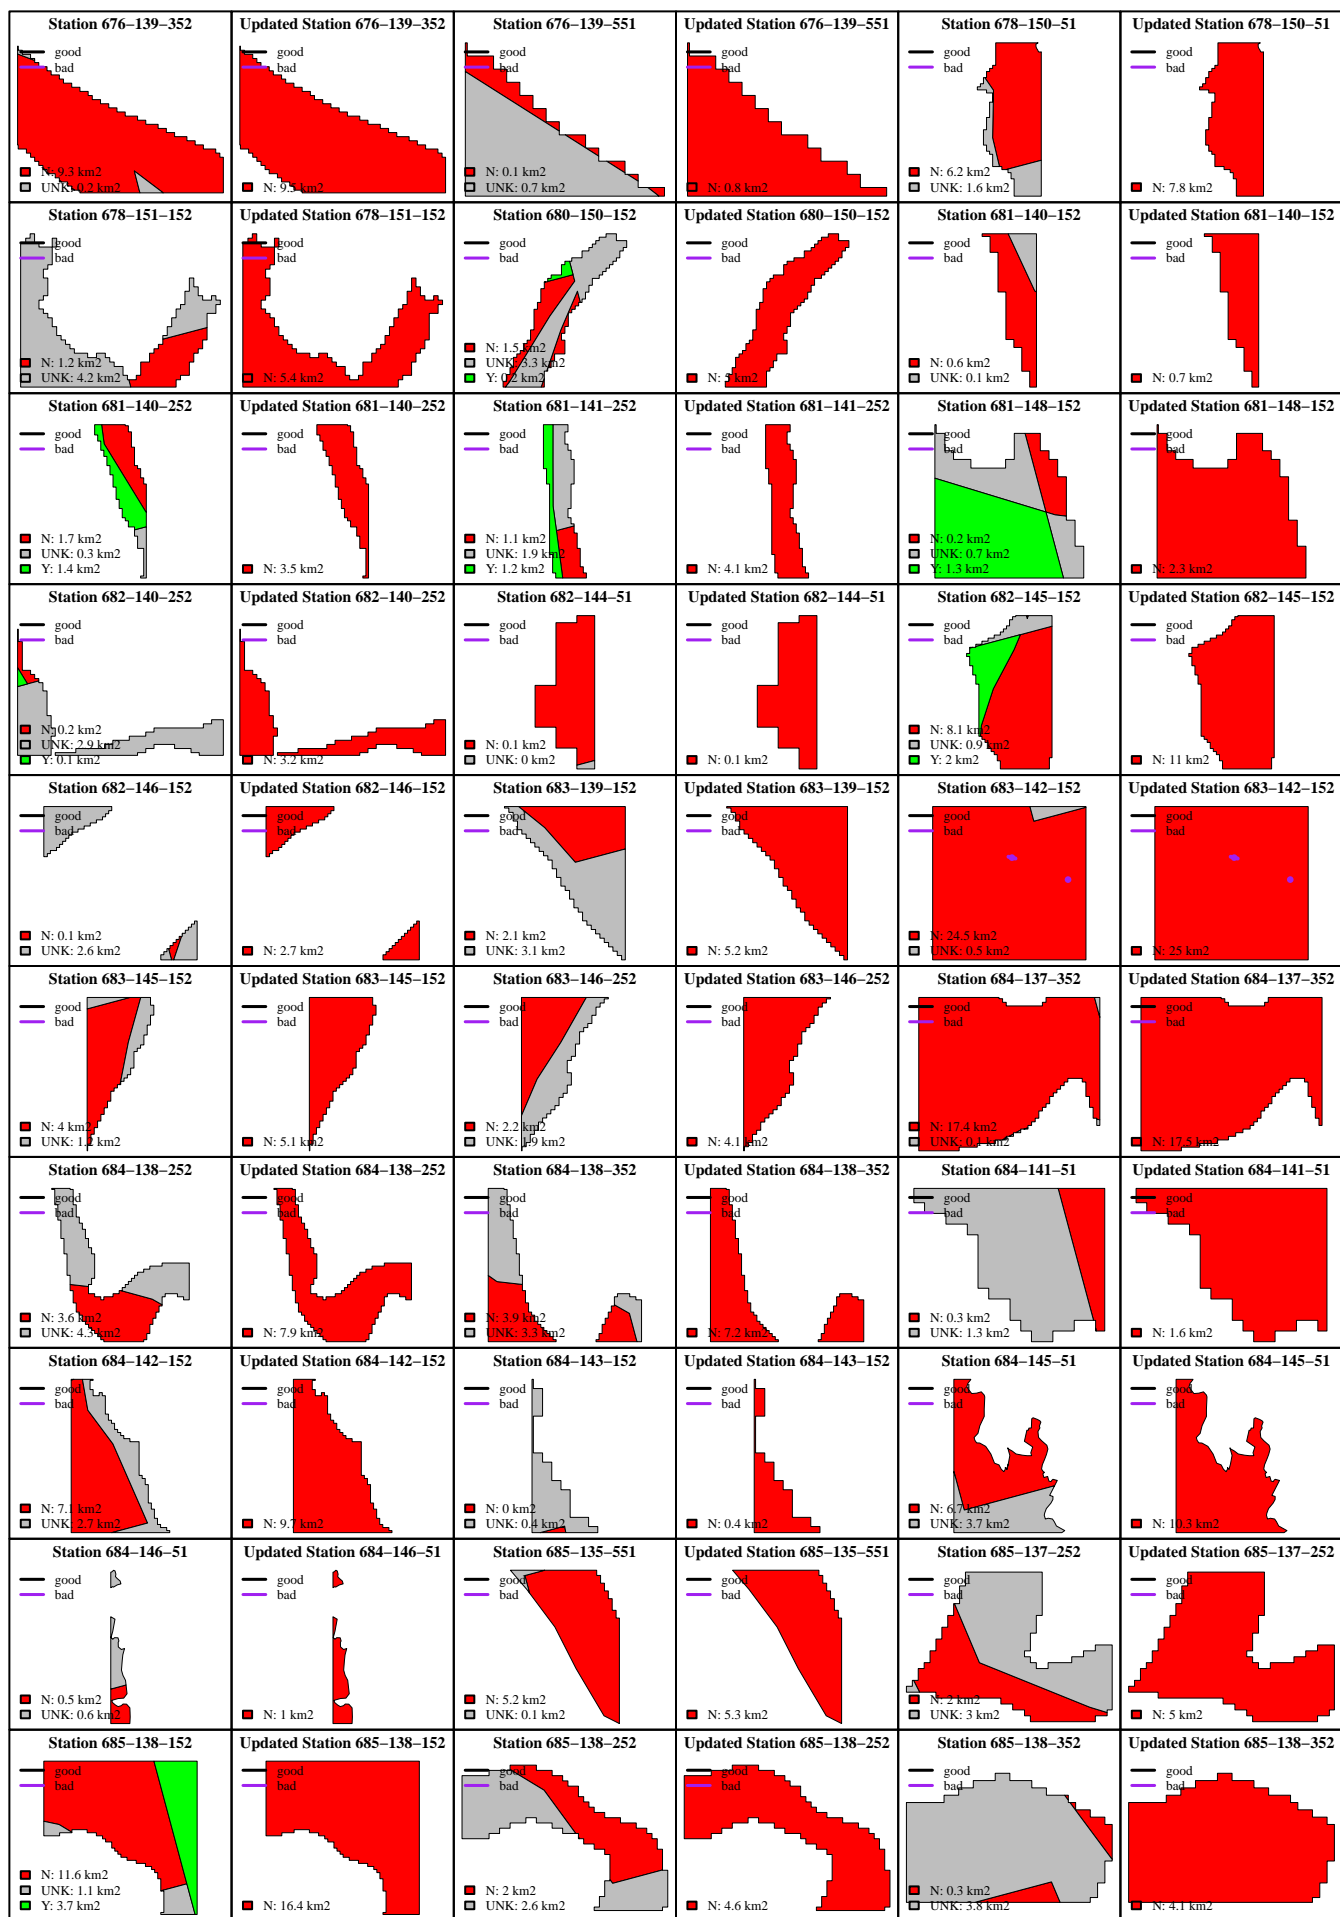 Station 676−139−352
good
bad
N: 9.3 km2
UNK: 0.2 km2
Updated Station 676−139−352
good
bad
N: 9.5 km2
Station 676−139−551
good
bad
N: 0.1 km2
UNK: 0.7 km2
Updated Station 676−139−551
good
bad
N: 0.8 km2
Station 678−150−51
good
bad
N: 6.2 km2
UNK: 1.6 km2
Updated Station 678−150−51
good
bad
N: 7.8 km2
Station 678−151−152
good
bad
N: 1.2 km2
UNK: 4.2 km2
Updated Station 678−151−152
good
bad
N: 5.4 km2
Station 680−150−152
good
bad
N: 1.5 km2
UNK: 3.3 km2
Y: 0.2 km2
Updated Station 680−150−152
good
bad
N: 5 km2
Station 681−140−152
good
bad
N: 0.6 km2
UNK: 0.1 km2
Updated Station 681−140−152
good
bad
N: 0.7 km2
Station 681−140−252
good
bad
N: 1.7 km2
UNK: 0.3 km2
Y: 1.4 km2
Updated Station 681−140−252
good
bad
N: 3.5 km2
Station 681−141−252
good
bad
N: 1.1 km2
UNK: 1.9 km2
Y: 1.2 km2
Updated Station 681−141−252
good
bad
N: 4.1 km2
Station 681−148−152
good
bad
N: 0.2 km2
UNK: 0.7 km2
Y: 1.3 km2
Updated Station 681−148−152
good
bad
N: 2.3 km2
Station 682−140−252
good
bad
N: 0.2 km2
UNK: 2.9 km2
Y: 0.1 km2
Updated Station 682−140−252
good
bad
N: 3.2 km2
Station 682−144−51
good
bad
N: 0.1 km2
UNK: 0 km2
Updated Station 682−144−51
good
bad
N: 0.1 km2
Station 682−145−152
good
bad
N: 8.1 km2
UNK: 0.9 km2
Y: 2 km2
Updated Station 682−145−152
good
bad
N: 11 km2
Station 682−146−152
good
bad
N: 0.1 km2
UNK: 2.6 km2
Updated Station 682−146−152
good
bad
N: 2.7 km2
Station 683−139−152
good
bad
N: 2.1 km2
UNK: 3.1 km2
Updated Station 683−139−152
good
bad
N: 5.2 km2
Station 683−142−152
good
bad
N: 24.5 km2
UNK: 0.5 km2
Updated Station 683−142−152
good
bad
N: 25 km2
Station 683−145−152
good
bad
N: 4 km2
UNK: 1.2 km2
Updated Station 683−145−152
good
bad
N: 5.1 km2
Station 683−146−252
good
bad
N: 2.2 km2
UNK: 1.9 km2
Updated Station 683−146−252
good
bad
N: 4.1 km2
Station 684−137−352
good
bad
N: 17.4 km2
UNK: 0.1 km2
Updated Station 684−137−352
good
bad
N: 17.5 km2
Station 684−138−252
good
bad
N: 3.6 km2
UNK: 4.3 km2
Updated Station 684−138−252
good
bad
N: 7.9 km2
Station 684−138−352
good
bad
N: 3.9 km2
UNK: 3.3 km2
Updated Station 684−138−352
good
bad
N: 7.2 km2
Station 684−141−51
good
bad
N: 0.3 km2
UNK: 1.3 km2
Updated Station 684−141−51
good
bad
N: 1.6 km2
Station 684−142−152
good
bad
N: 7.1 km2
UNK: 2.7 km2
Updated Station 684−142−152
good
bad
N: 9.7 km2
Station 684−143−152
good
bad
N: 0 km2
UNK: 0.4 km2
Updated Station 684−143−152
good
bad
N: 0.4 km2
Station 684−145−51
good
bad
N: 6.7 km2
UNK: 3.7 km2
Updated Station 684−145−51
good
bad
N: 10.3 km2
Station 684−146−51
good
bad
N: 0.5 km2
UNK: 0.6 km2
Updated Station 684−146−51
good
bad
N: 1 km2
Station 685−135−551
good
bad
N: 5.2 km2
UNK: 0.1 km2
Updated Station 685−135−551
good
bad
N: 5.3 km2
Station 685−137−252
good
bad
N: 2 km2
UNK: 3 km2
Updated Station 685−137−252
good
bad
N: 5 km2
Station 685−138−152
good
bad
N: 11.6 km2
UNK: 1.1 km2
Y: 3.7 km2
Updated Station 685−138−152
good
bad
N: 16.4 km2
Station 685−138−252
good
bad
N: 2 km2
UNK: 2.6 km2
Updated Station 685−138−252
good
bad
N: 4.6 km2
Station 685−138−352
good
bad
N: 0.3 km2
UNK: 3.8 km2
Updated Station 685−138−352
good
bad
N: 4.1 km2